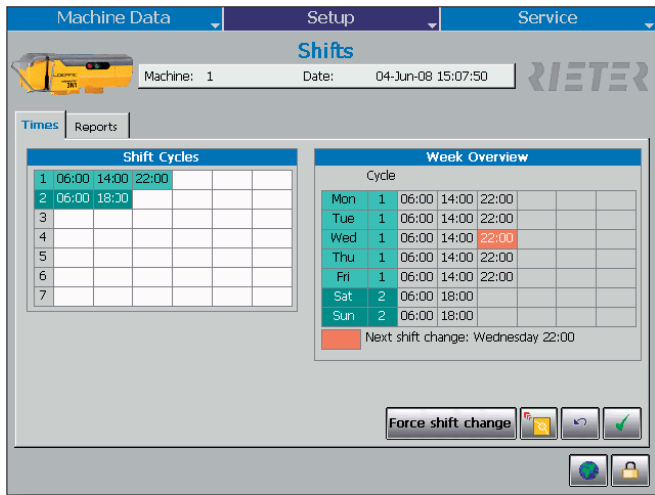 Machine Data Setup Service
Shifts
LOEPFE
Machine: 1 Date: 04-Jun-08 15:07:50 RIETER
Times Reports
Shift Cycles Week Overview
Cycle
1 06:00 14:00 22:00
2 06:00 18:00
3
4
5
6
7
Mon 1 06:00 14:00 22:00
Tue 1 06:00 14:00 22:00
Wed 1 06:00 14:00 22:00
Thu 1 06:00 14:00 22:00
Fri 1 06:00 14:00 22:00
Sat 2 06:00 18:00
Sun 2 06:00 18:00
Next shift change: Wednesday 22:00
Force shift change